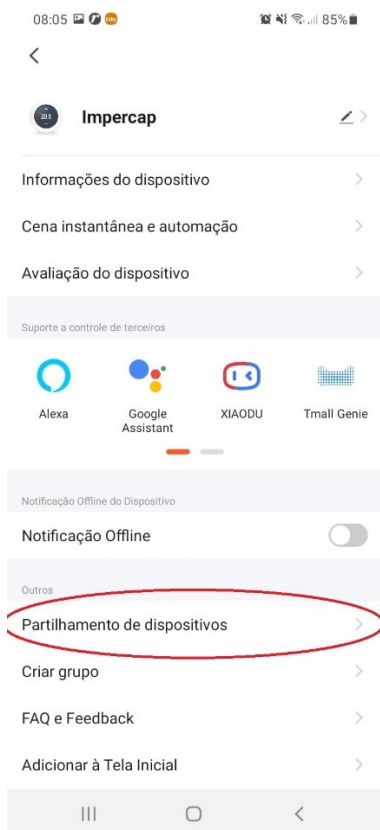 08:05 85%
Impercap
Informações do dispositivo
Cena instantânea e automação
Avaliação do dispositivo
Suporte a controle de terceiros
Alexa Google Assistant XIAODU Tmall Genie
Notificação Offline do Dispositivo
Notificação Offline
Outros
Partilhamento de dispositivos
Criar grupo
FAQ e Feedback
Adicionar à Tela Inicial